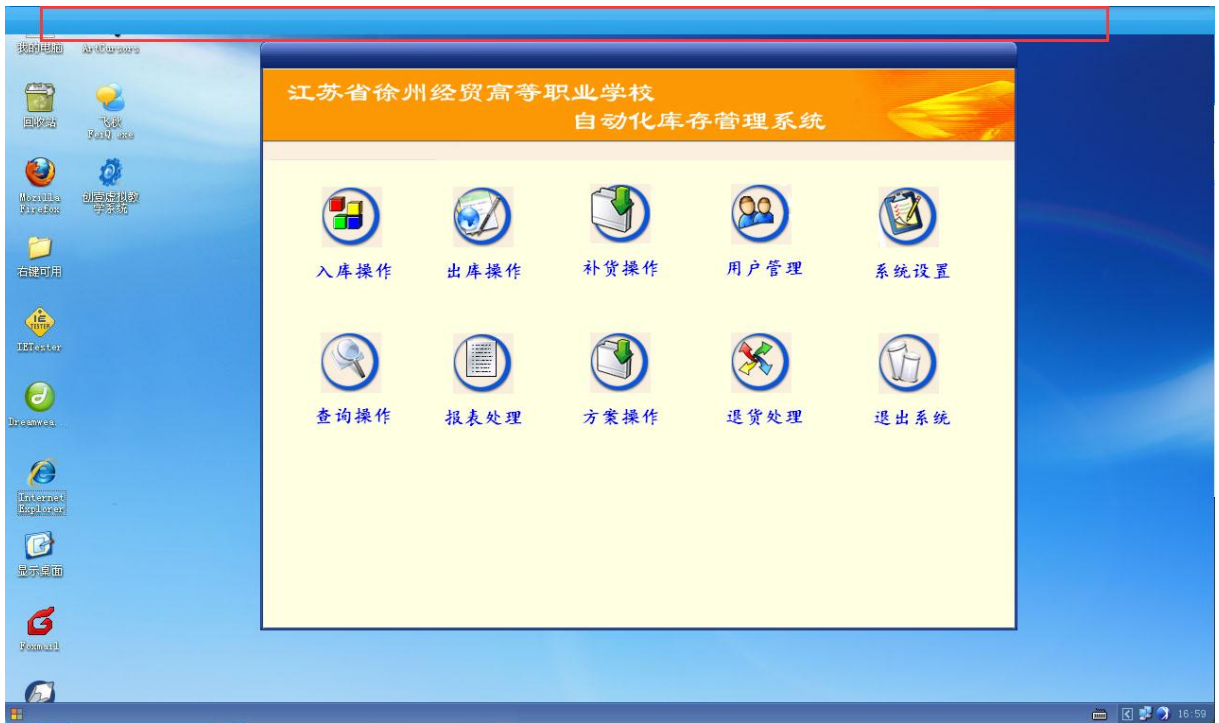 我的电脑
ArtCursors
回收站
飞秋
FeiQ.exe
Mozilla
Firefox
创壹虚拟教
学系统
右键可用
IE
TESTER
IETester
Dreamwea...
Internet
Explorer
显示桌面
Foxmail
江苏省徐州经贸高等职业学校
自动化库存管理系统
入库操作
出库操作
补货操作
用户管理
系统设置
查询操作
报表处理
方案操作
退货处理
退出系统
16:59